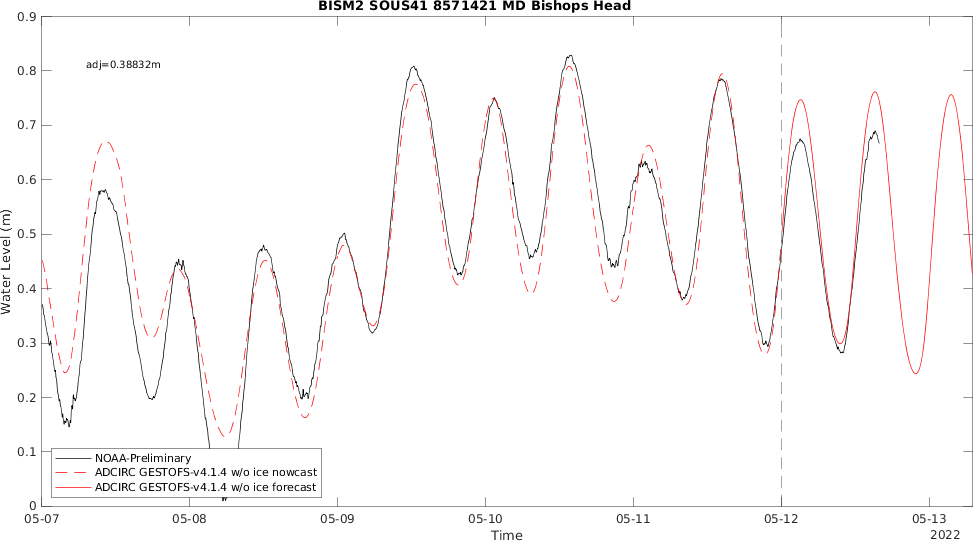 BISM2 SOUS41 8571421 MD Bishops Head
adj=0.38832m
0.9
0.8
0.7
0.6
0.5
0.4
0.3
0.2
0.1
0
Water Level (m)
NOAA-Preliminary
ADCIRC GESTOFS-v4.1.4 w/o ice nowcast
ADCIRC GESTOFS-v4.1.4 w/o ice forecast
05-07 05-08 05-09 05-10 05-11 05-12 05-13
Time
2022